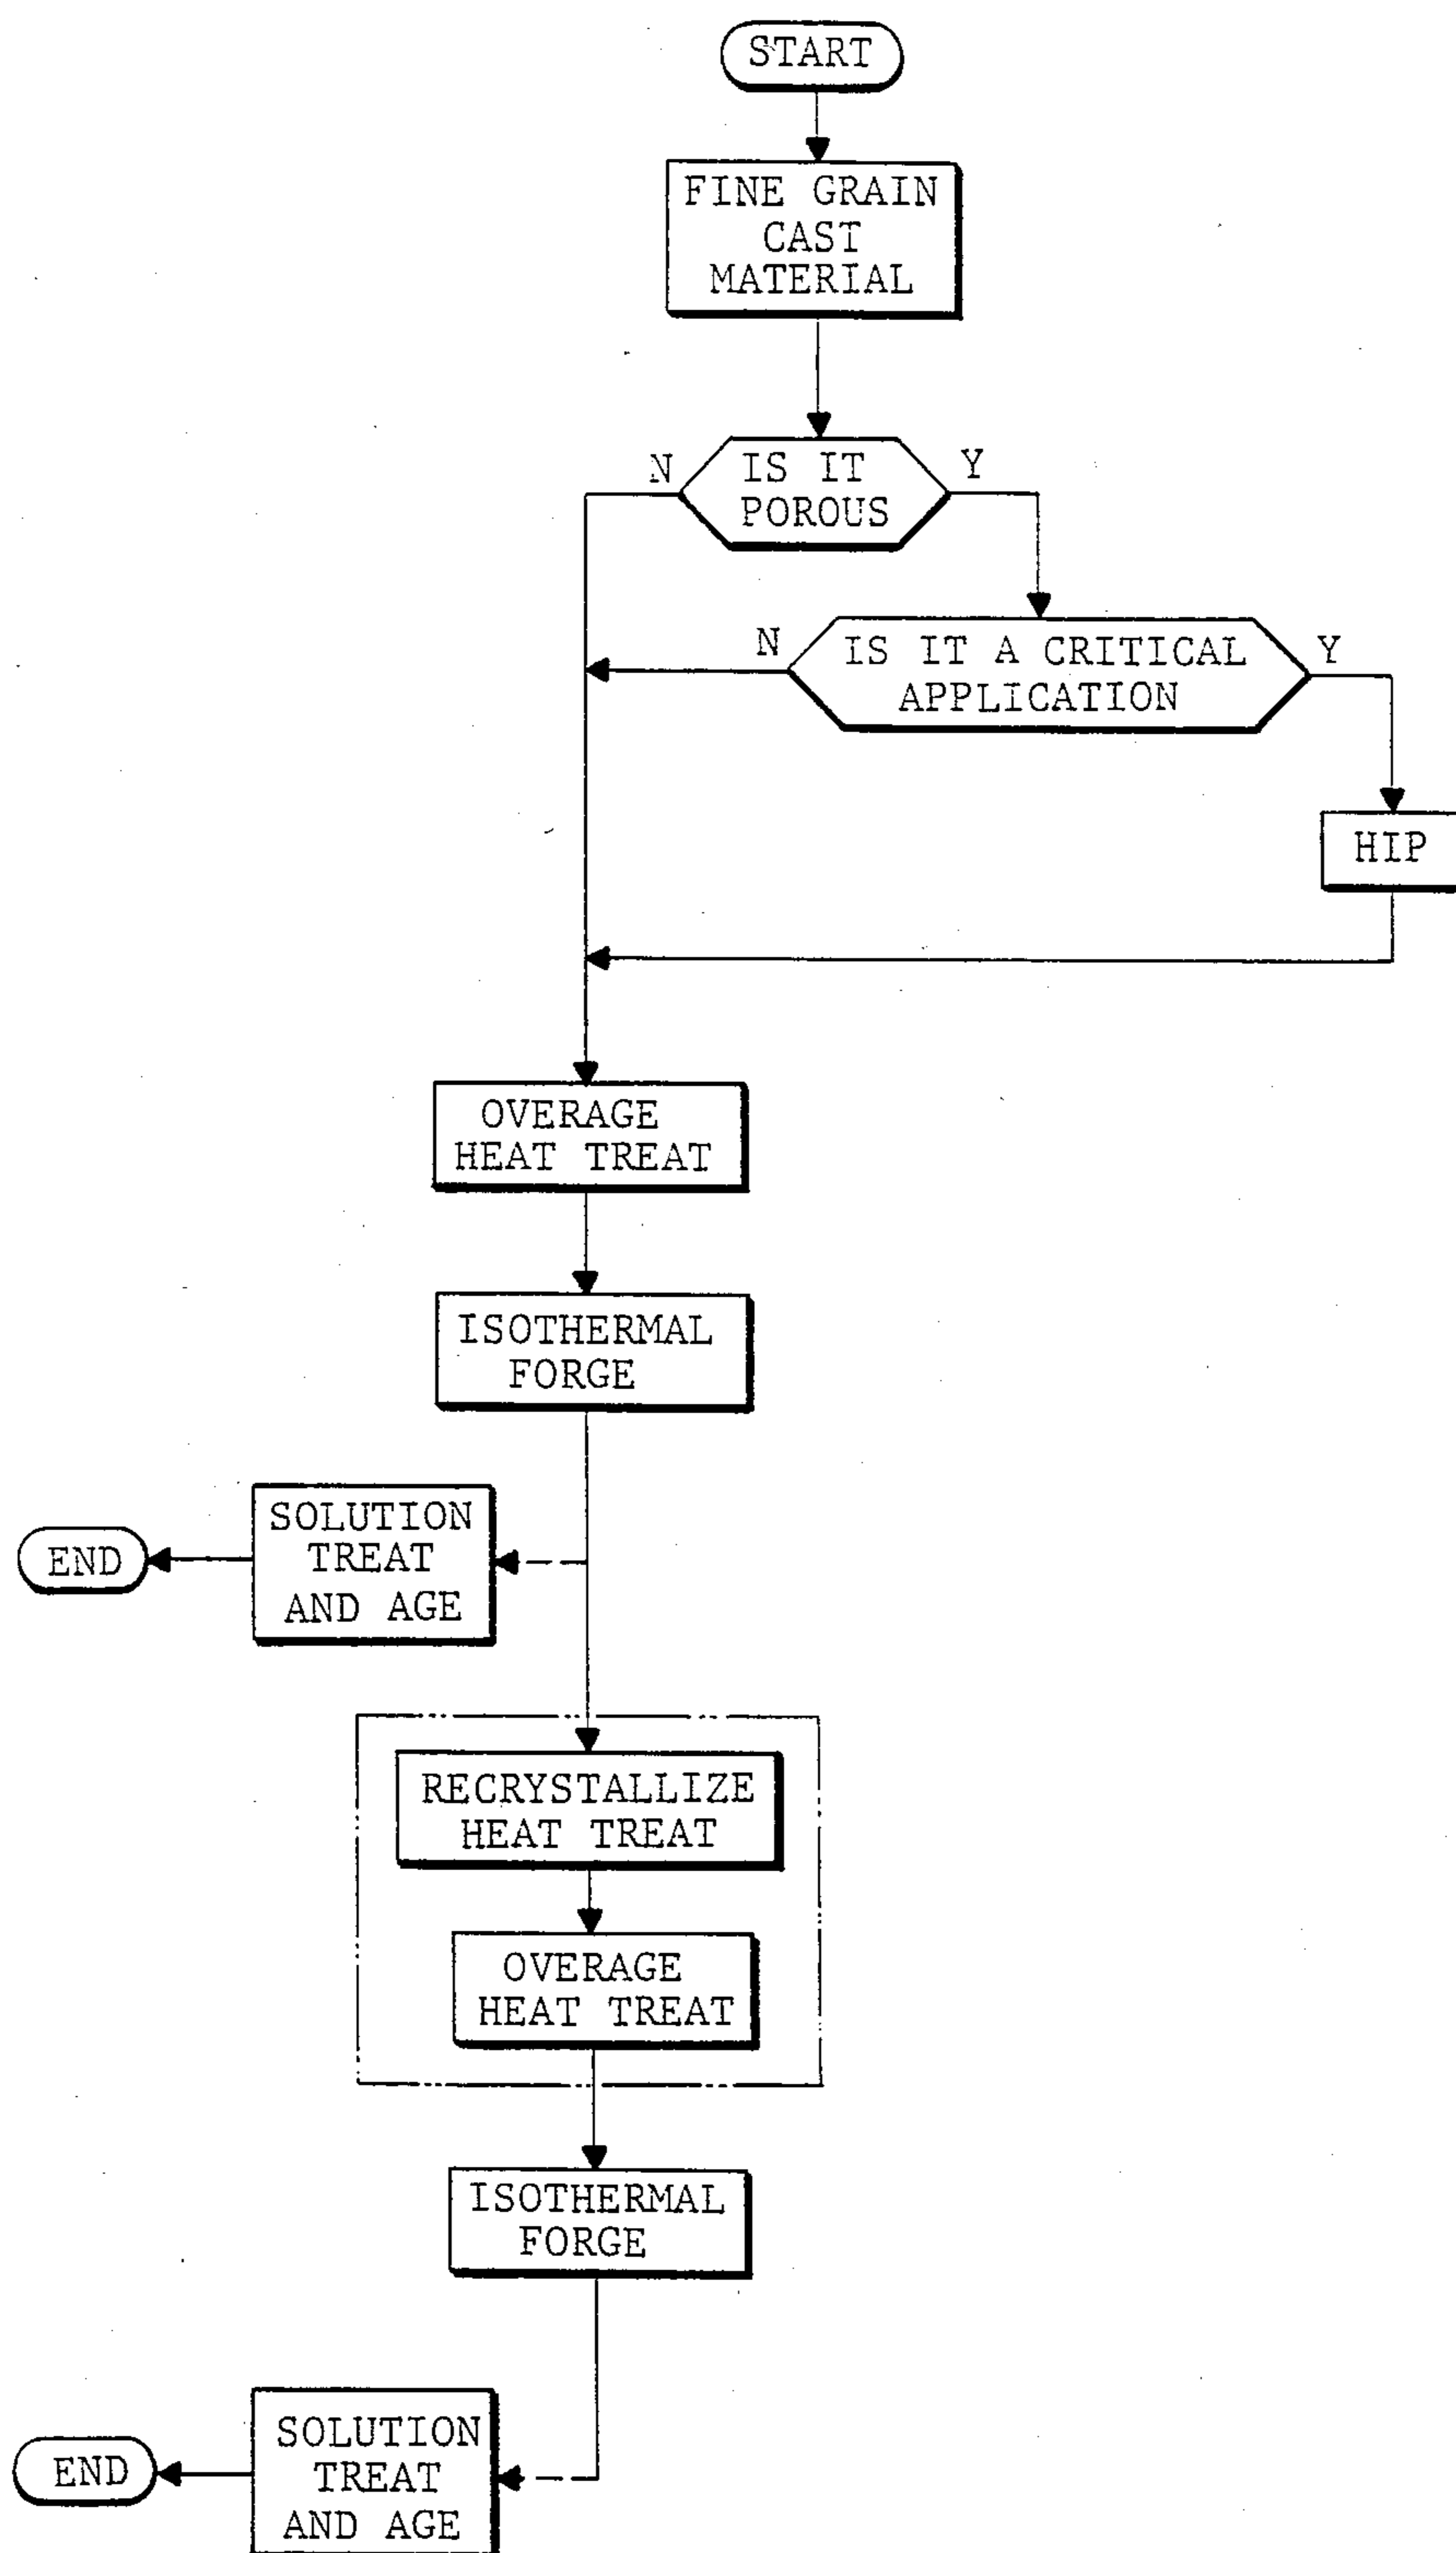 START
FINE GRAIN
CAST
MATERIAL
N
IS IT
POROUS
Y
N
IS IT A CRITICAL
APPLICATION
Y
HIP
OVERAGE
HEAT TREAT
ISOTHERMAL
FORGE
END
SOLUTION
TREAT
AND AGE
RECRYSTALLIZE
HEAT TREAT
OVERAGE
HEAT TREAT
ISOTHERMAL
FORGE
END
SOLUTION
TREAT
AND AGE